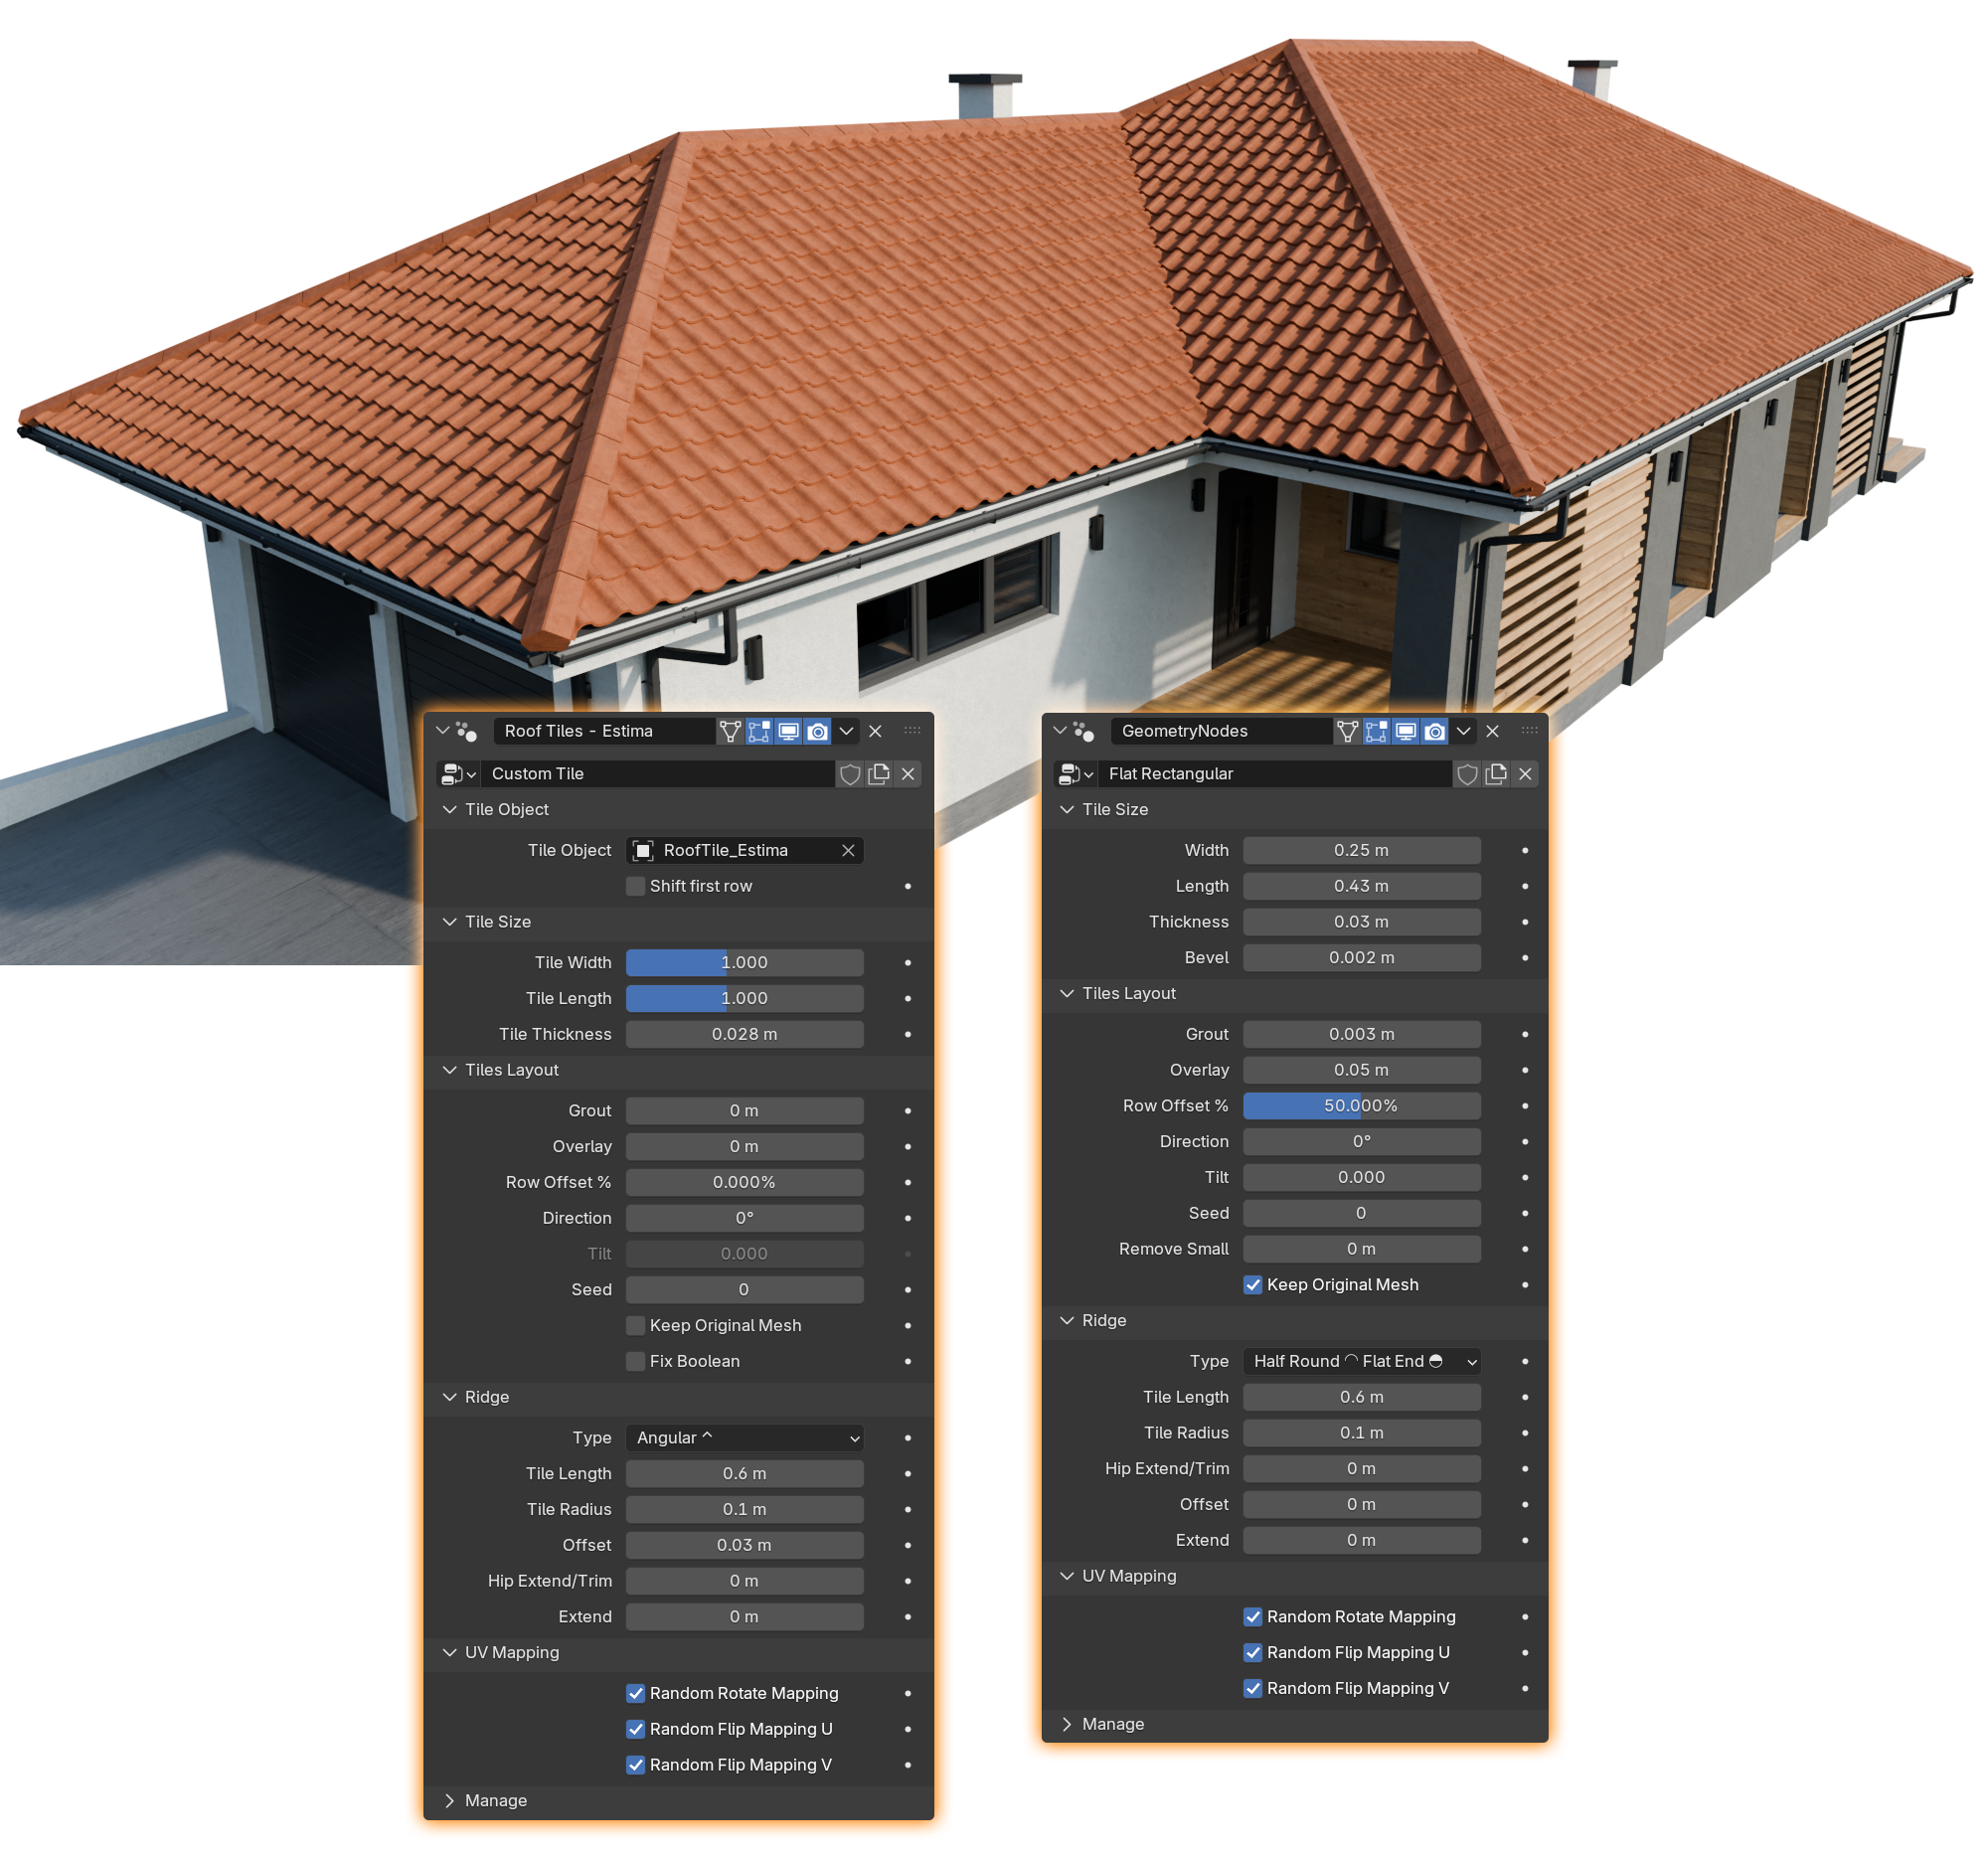 Roof Tiles - Estima
Custom Tile
Tile Object
Tile Object RoofTile_Estima
Shift first row
Tile Size
Tile Width 1.000
Tile Length 1.000
Tile Thickness 0.028 m
Tiles Layout
Grout 0 m
Overlay 0 m
Row Offset % 0.000%
Direction 0°
Tilt 0.000
Seed 0
Keep Original Mesh
Fix Boolean
Ridge
Type Angular ^
Tile Length 0.6 m
Tile Radius 0.1 m
Offset 0.03 m
Hip Extend/Trim 0 m
Extend 0 m
UV Mapping
Random Rotate Mapping
Random Flip Mapping U
Random Flip Mapping V
Manage
GeometryNodes
Flat Rectangular
Tile Size
Width 0.25 m
Length 0.43 m
Thickness 0.03 m
Bevel 0.002 m
Tiles Layout
Grout 0.003 m
Overlay 0.05 m
Row Offset % 50.000%
Direction 0°
Tilt 0.000
Seed 0
Remove Small 0 m
Keep Original Mesh
Ridge
Type Half Round ◠ Flat End ◓
Tile Length 0.6 m
Tile Radius 0.1 m
Hip Extend/Trim 0 m
Offset 0 m
Extend 0 m
UV Mapping
Random Rotate Mapping
Random Flip Mapping U
Random Flip Mapping V
Manage